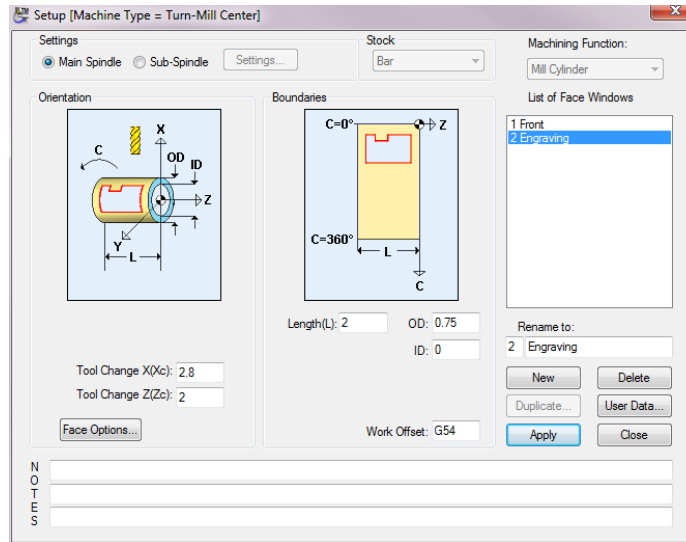 Setup [Machine Type = Turn-Mill Center]
Settings
Main Spindle Sub-Spindle Settings...
Stock
Bar
Machining Function:
Mill Cylinder
Orientation
X
C
OD
ID
Z
Y
L
Tool Change X(Xc): 2.8
Tool Change Z(Zc): 2
Face Options...
Boundaries
C=0°
Z
C=360°
L
C
Length(L): 2 OD: 0.75
ID: 0
Work Offset: G54
List of Face Windows
1 Front
2 Engraving
Rename to:
2 Engraving
New Delete
Duplicate... User Data...
Apply Close
N
O
T
E
S